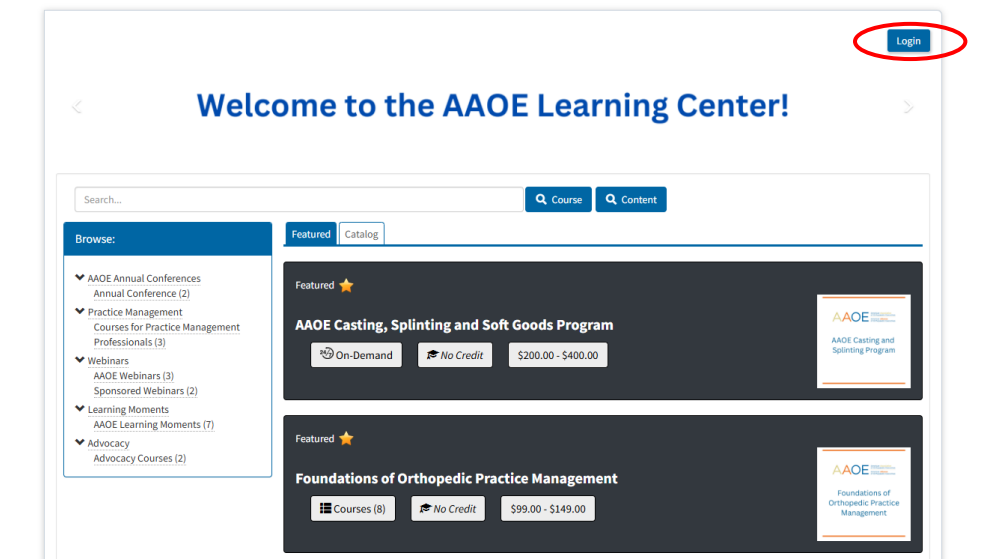 Login
Welcome to the AAOE Learning Center!
Search...
Course
Content
Browse:
AAOE Annual Conferences
Annual Conference (2)
Practice Management
Courses for Practice Management
Professionals (3)
Webinars
AAOE Webinars (3)
Sponsored Webinars (2)
Learning Moments
AAOE Learning Moments (7)
Advocacy
Advocacy Courses (2)
Featured
Catalog
Featured
AAOE Casting, Splinting and Soft Goods Program
On-Demand
No Credit
$200.00 - $400.00
AAOE
AAOE Casting and
Splinting Program
Featured
Foundations of Orthopedic Practice Management
Courses (8)
No Credit
$99.00 - $149.00
AAOE
Foundations of
Orthopedic Practice
Management